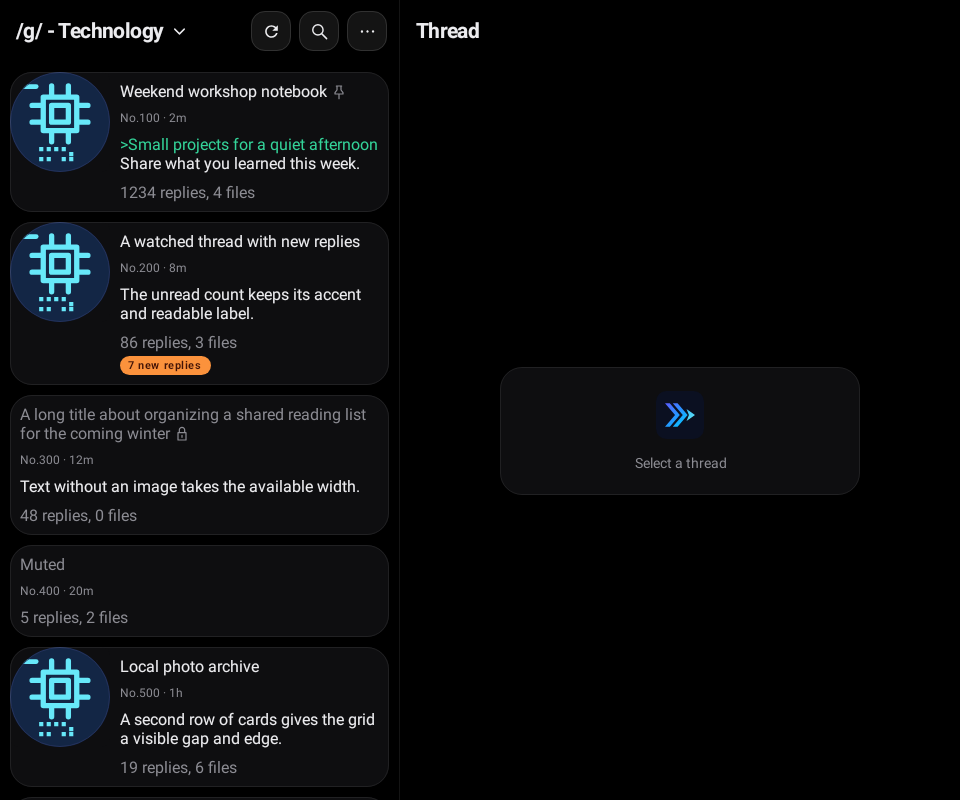 /g/ - Technology
Weekend workshop notebook
No.100 · 2m
>Small projects for a quiet afternoon
Share what you learned this week.
1234 replies, 4 files
A watched thread with new replies
No.200 · 8m
The unread count keeps its accent
and readable label.
86 replies, 3 files
7 new replies
A long title about organizing a shared reading list
for the coming winter
No.300 · 12m
Text without an image takes the available width.
48 replies, 0 files
Muted
No.400 · 20m
5 replies, 2 files
Local photo archive
No.500 · 1h
A second row of cards gives the grid
a visible gap and edge.
19 replies, 6 files
Thread
Select a thread